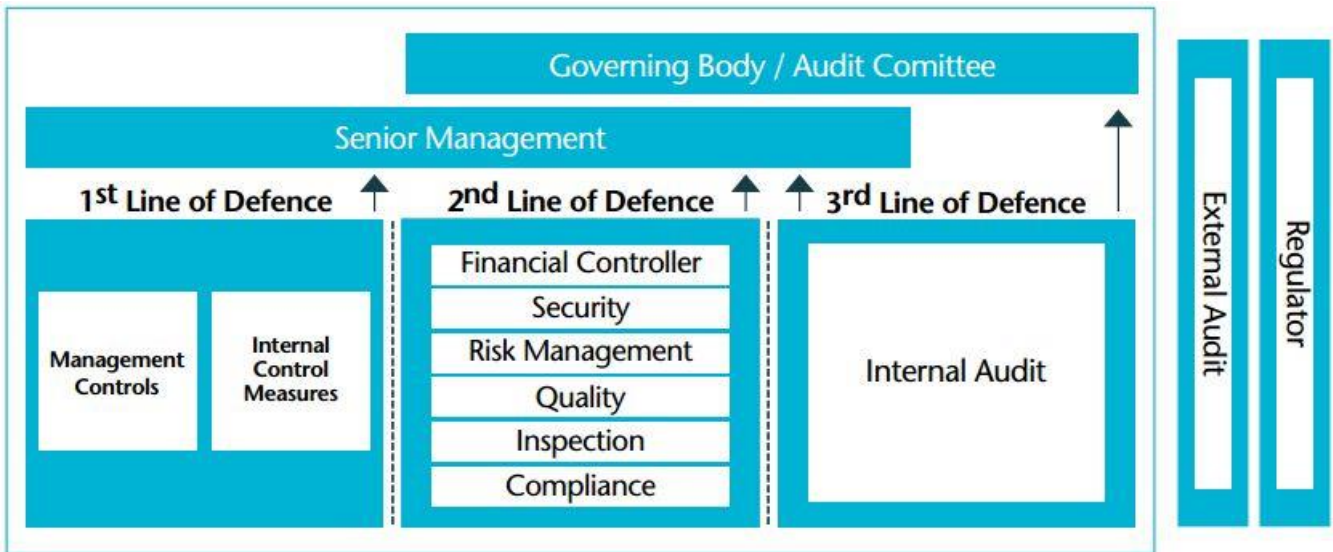 Governing Body / Audit Comittee
Senior Management
1st Line of Defence
2nd Line of Defence
3rd Line of Defence
Management
Controls
Internal
Control
Measures
Financial Controller
Security
Risk Management
Quality
Inspection
Compliance
Internal Audit
External Audit
Regulator